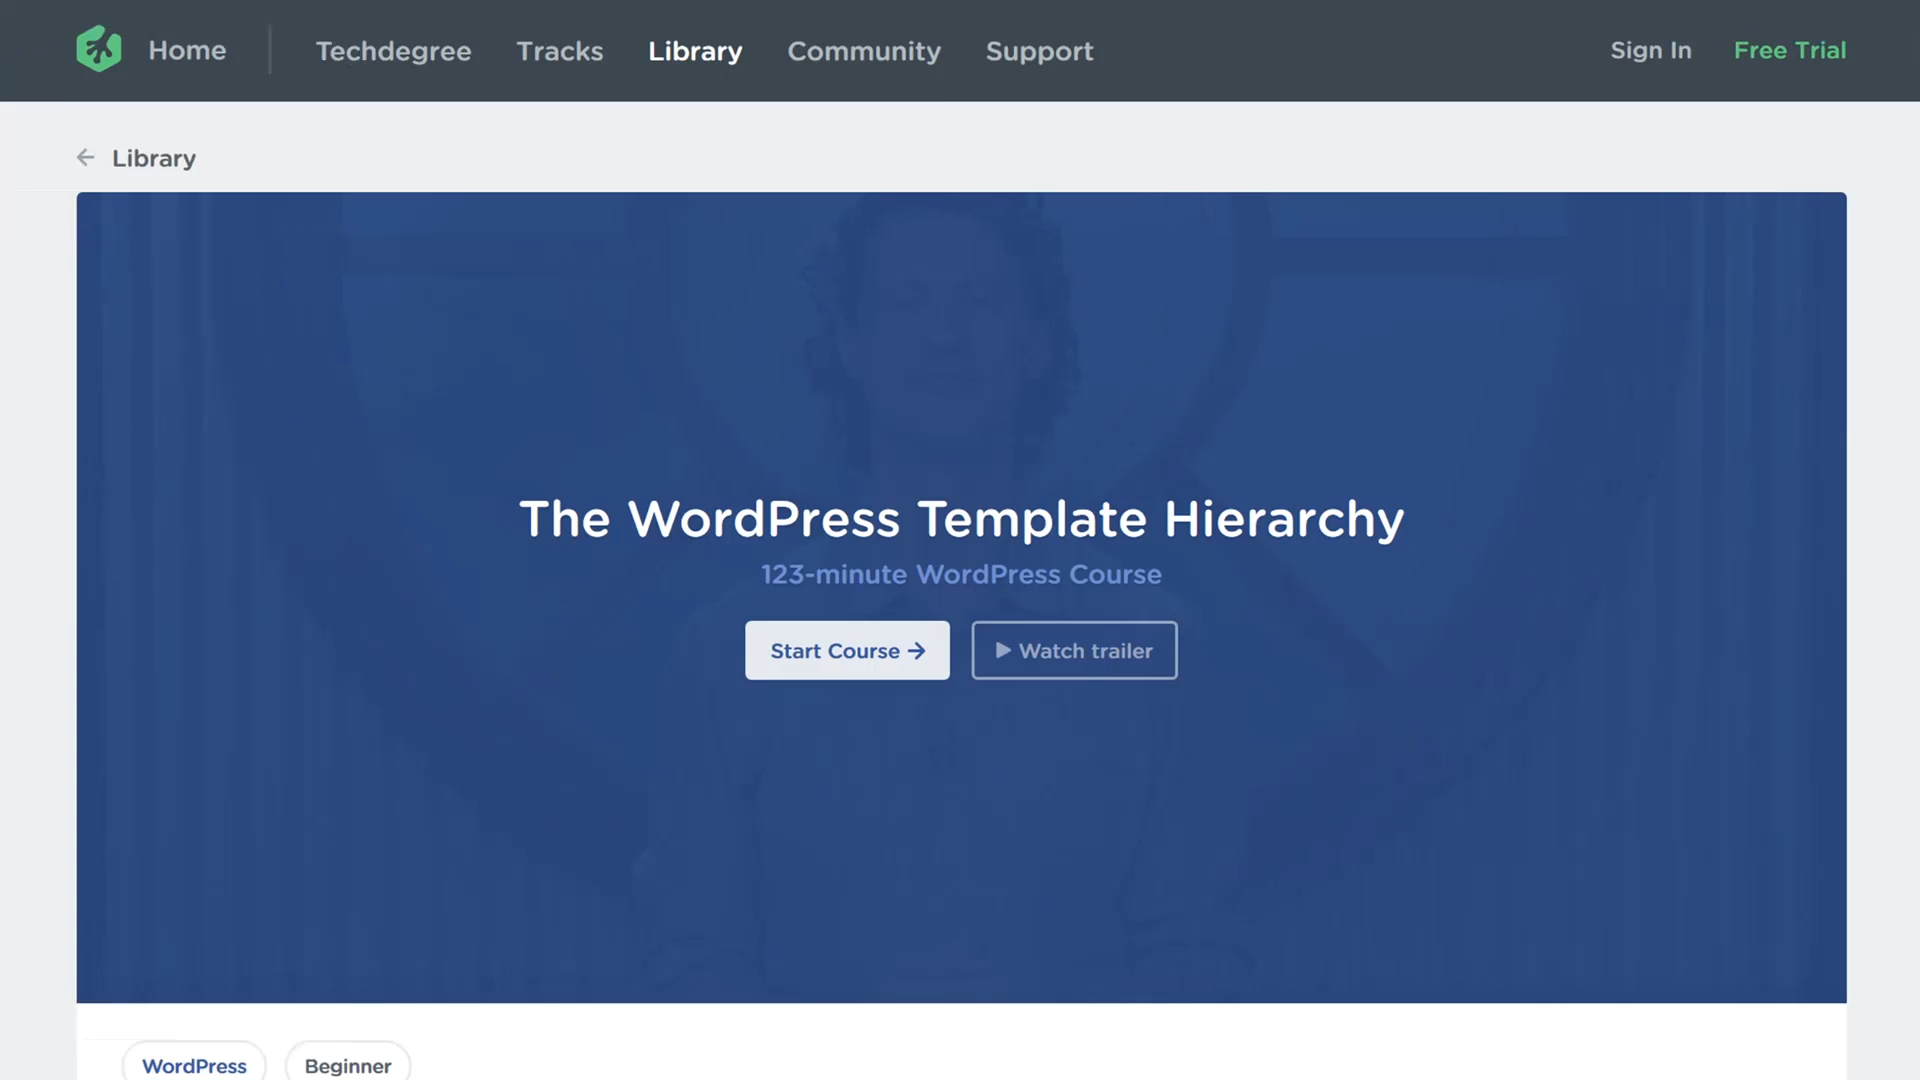 Home Techdegree Tracks Library Community Support Sign In Free Trial
← Library
The WordPress Template Hierarchy
123-minute WordPress Course
Start Course → Watch trailer
WordPress Beginner